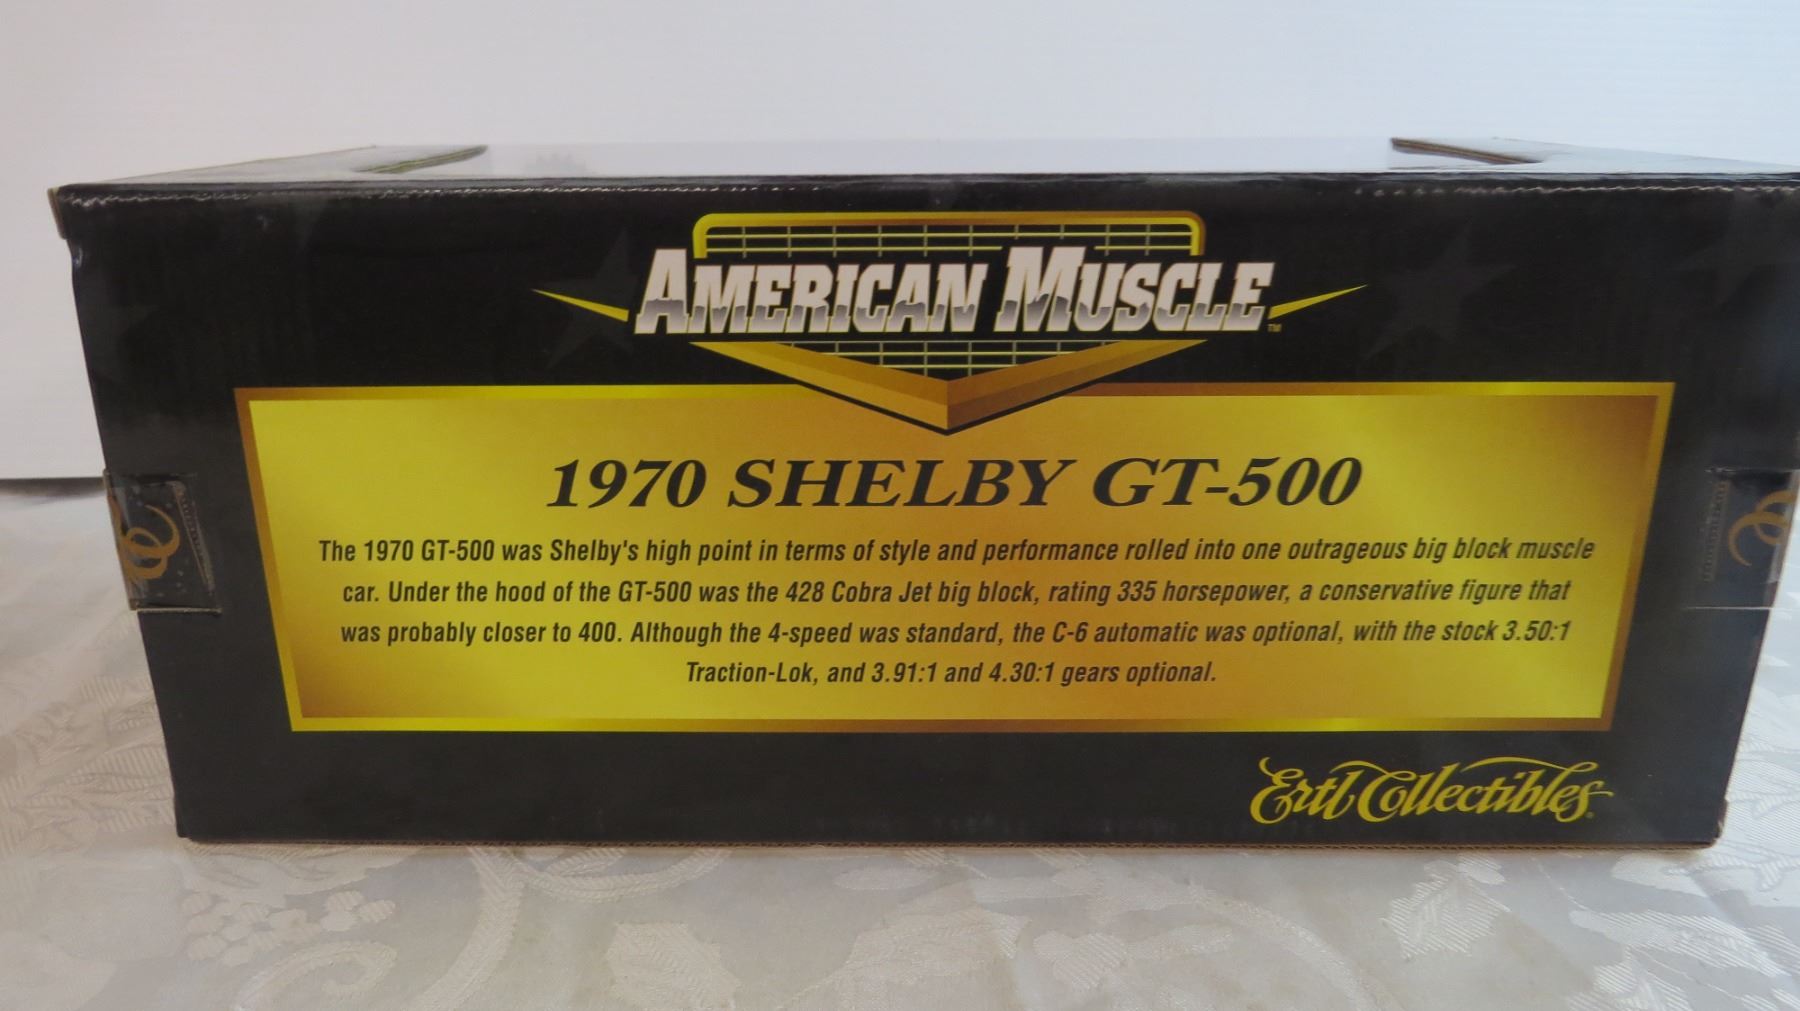 AMERICAN MUSCLE™
1970 SHELBY GT-500
The 1970 GT-500 was Shelby's high point in terms of style and performance rolled into one outrageous big block muscle
car. Under the hood of the GT-500 was the 428 Cobra Jet big block, rating 335 horsepower, a conservative figure that
was probably closer to 400. Although the 4-speed was standard, the C-6 automatic was optional, with the stock 3.50:1
Traction-Lok, and 3.91:1 and 4.30:1 gears optional.
Ertl Collectibles